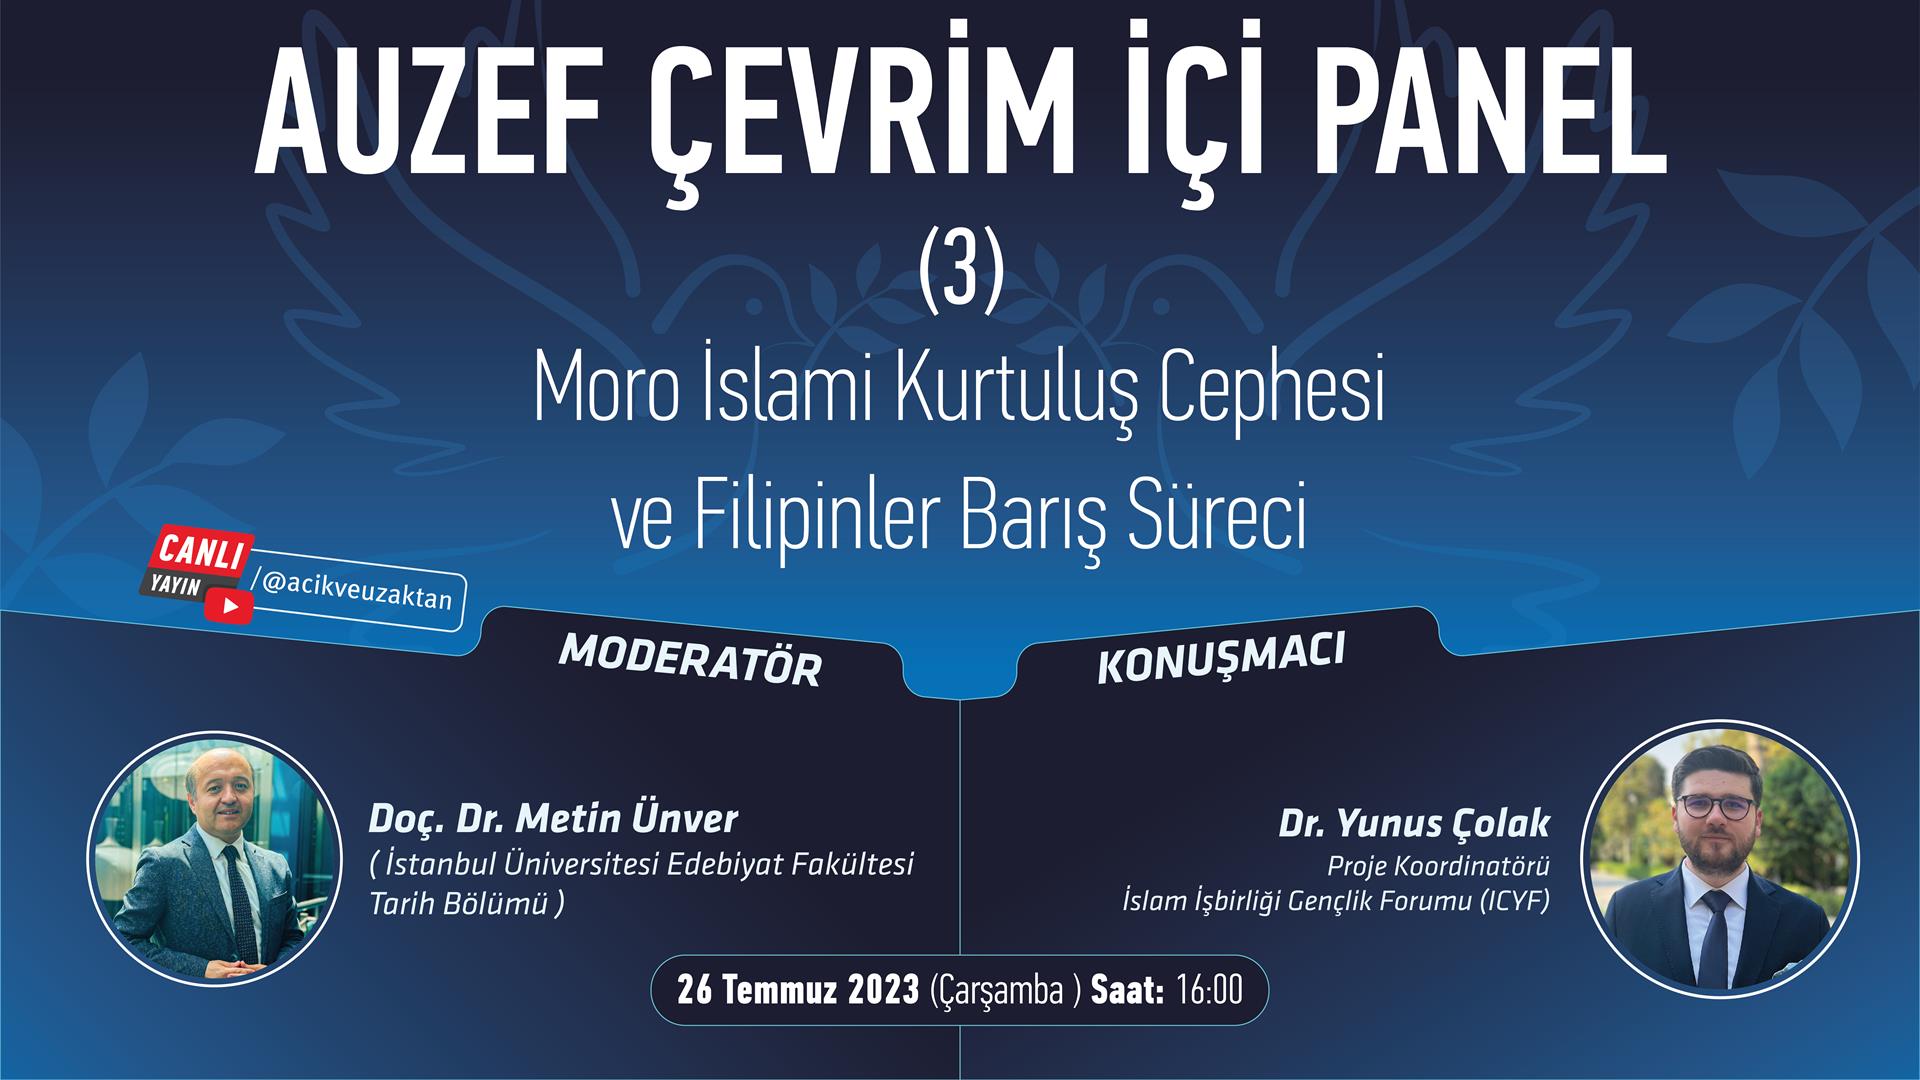 AUZEF ÇEVRİM İÇİ PANEL
(3)
Moro İslami Kurtuluş Cephesi
ve Filipinler Barış Süreci
CANLI
YAYIN
/@acikveuzaktan
MODERATÖR
Doç. Dr. Metin Ünver
( İstanbul Üniversitesi Edebiyat Fakültesi
Tarih Bölümü )
KONUŞMACI
Dr. Yunus Çolak
Proje Koordinatörü
İslam İşbirliği Gençlik Forumu (ICYF)
26 Temmuz 2023 (Çarşamba ) Saat: 16:00